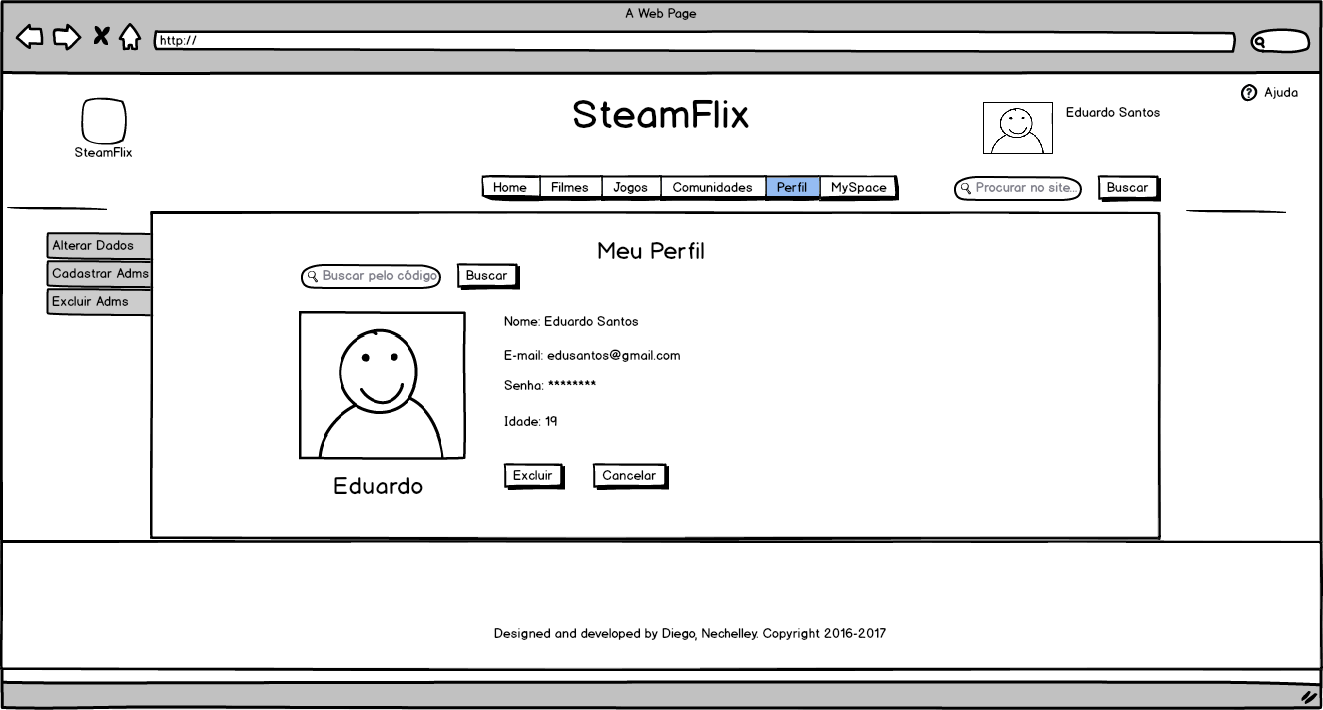 A Web Page
http://
Ajuda
SteamFlix
SteamFlix
Eduardo Santos
Home Filmes Jogos Comunidades Perfil MySpace
Procurar no site...
Buscar
Alterar Dados
Cadastrar Adms
Excluir Adms
Meu Perfil
Buscar pelo código
Buscar
Nome: Eduardo Santos
E-mail: edusantos@gmail.com
Senha: ********
Idade: 19
Excluir
Cancelar
Eduardo
Designed and developed by Diego, Nechelley. Copyright 2016-2017